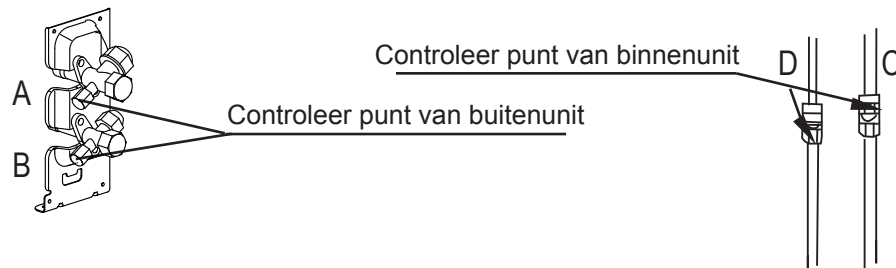 Controleer punt van binnenunit
D
C
A
Controleer punt van buitenunit
B